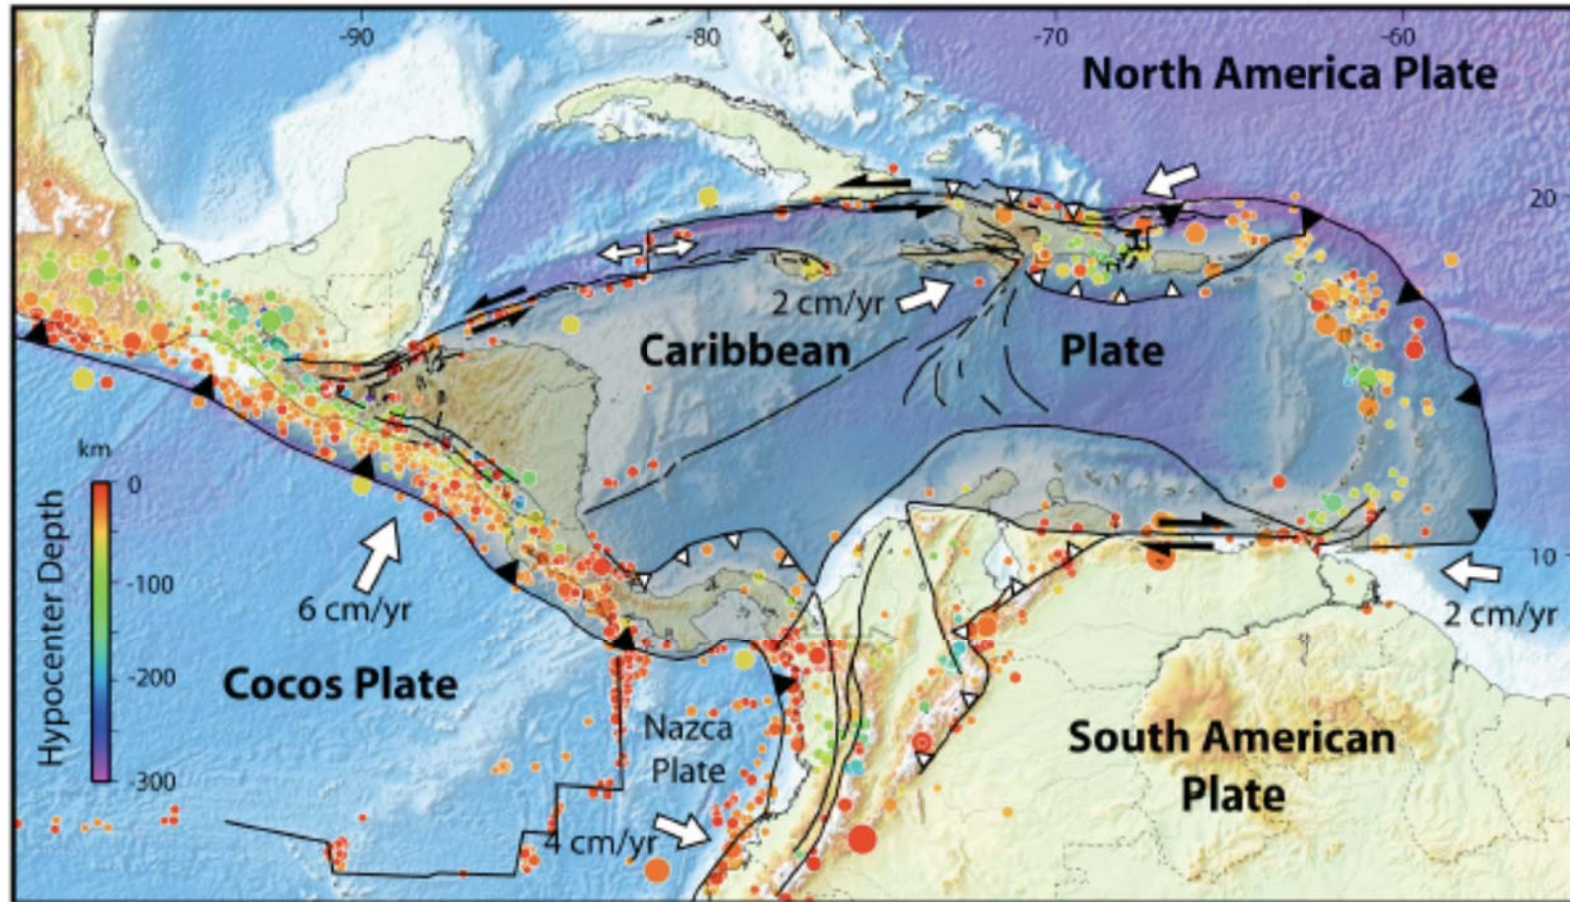 -90
-80
-70
-60
North America Plate
20
2 cm/yr
Caribbean
Plate
km
0
-100
-200
-300
Hypocenter Depth
10
6 cm/yr
2 cm/yr
Cocos Plate
Nazca
Plate
South American
Plate
4 cm/yr